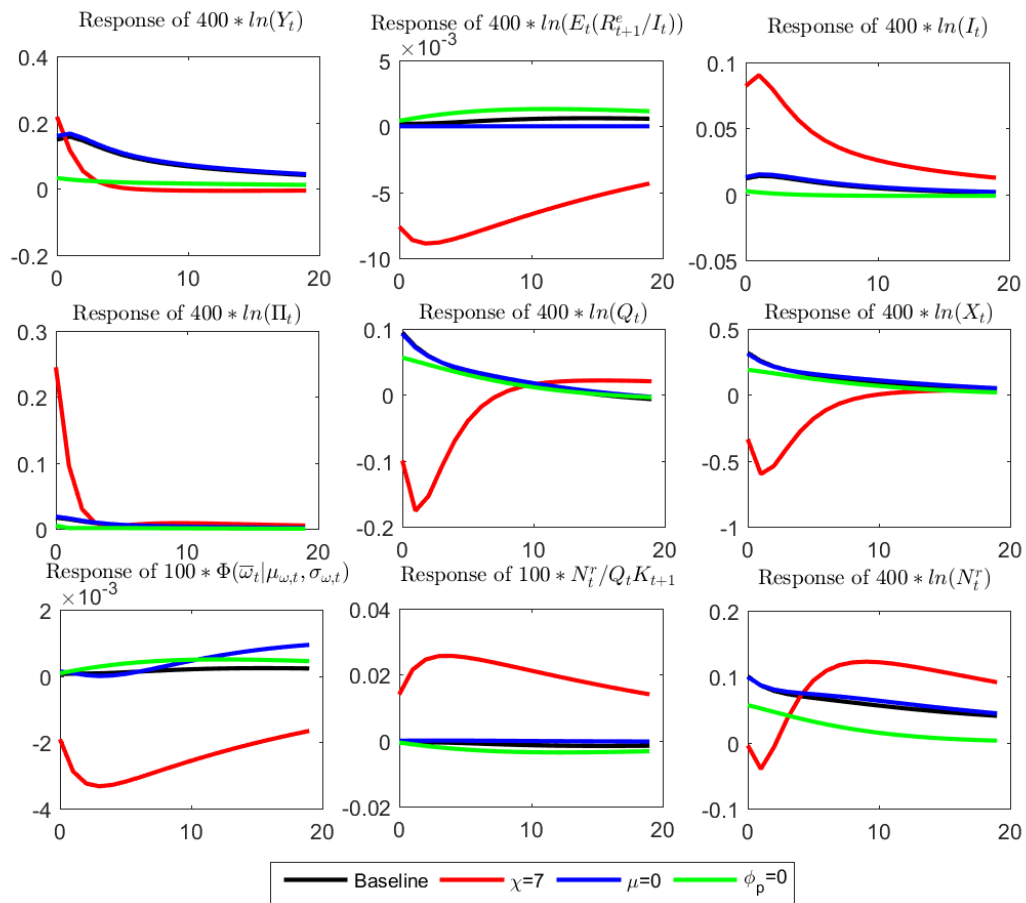 Response of 400 * ln(Y_t)
0.4
0.2
0
-0.2
0 10 20
Response of 400 * ln(E_t(R^e_{t+1}/I_t))
×10^{-3}
5
0
-5
-10
0 10 20
Response of 400 * ln(I_t)
0.1
0.05
0
-0.05
0 10 20
Response of 400 * ln(Π_t)
0.3
0.2
0.1
0
0 10 20
Response of 400 * ln(Q_t)
0.1
0
-0.1
-0.2
0 10 20
Response of 400 * ln(X_t)
0.5
0
-0.5
-1
0 10 20
Response of 100 * Φ(ω̅_t|μ_{ω,t}, σ_{ω,t})
×10^{-3}
2
0
-2
-4
0 10 20
Response of 100 * N^r_t/Q_tK_{t+1}
0.04
0.02
0
-0.02
0 10 20
Response of 400 * ln(N^r_t)
0.2
0.1
0
-0.1
0 10 20
Baseline χ=7 μ=0 ϕ_p=0